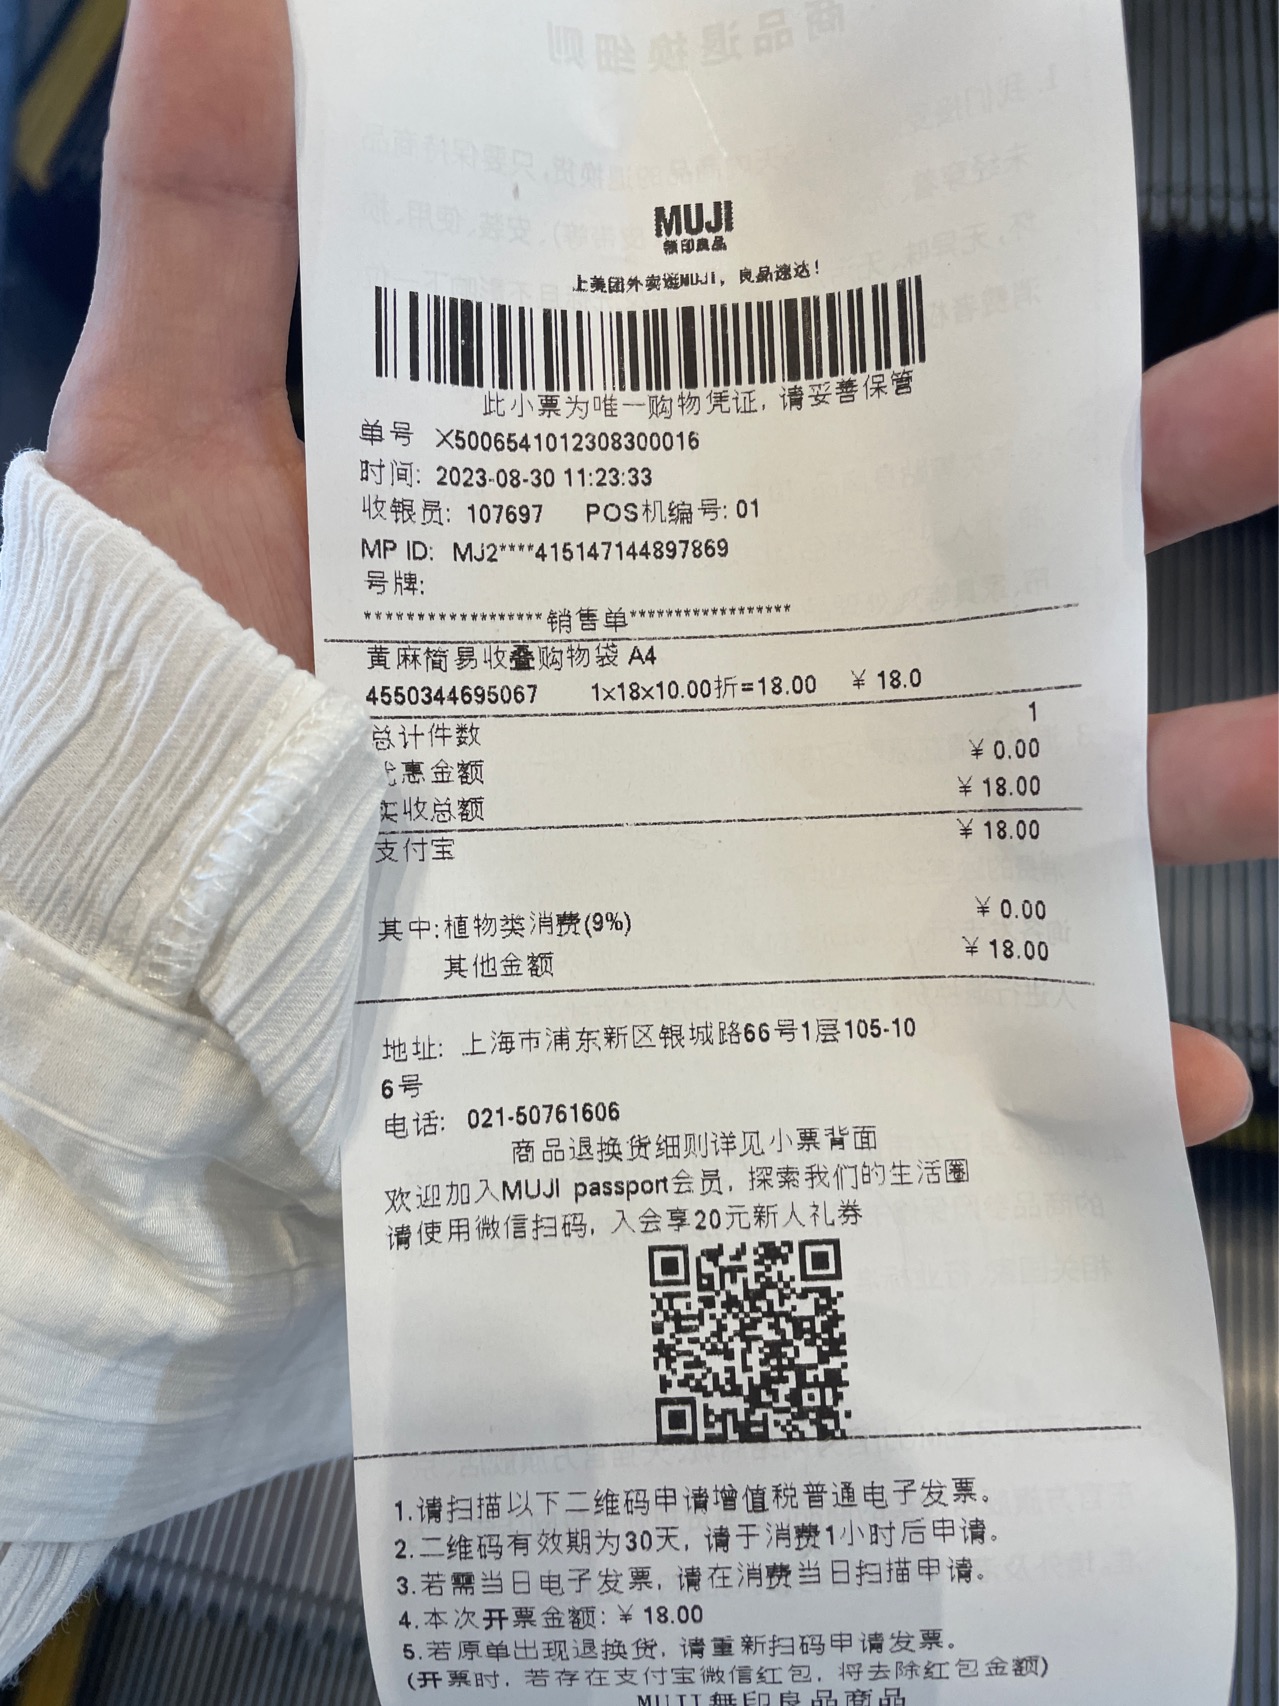 商品退换细则
MUJI
無印良品
上美团外卖逛MUJI，良品速达！
此小票为唯一购物凭证，请妥善保管
单号 X5006541012308300016
时间: 2023-08-30 11:23:33
收银员: 107697 POS机编号: 01
MP ID: MJ2****415147144897869
号牌:
******************销售单******************
黄麻简易收叠购物袋 A4
4550344695067 1x18x10.00折=18.00 ¥ 18.0
总计件数 1
优惠金额 ¥ 0.00
实收总额 ¥ 18.00
支付宝 ¥ 18.00
其中:植物类消费(9%) ¥ 0.00
其他金额 ¥ 18.00
地址: 上海市浦东新区银城路66号1层105-10
6号
电话: 021-50761606
商品退换货细则详见小票背面
欢迎加入MUJI passport会员, 探索我们的生活圈
请使用微信扫码, 入会享20元新人礼券
1.请扫描以下二维码申请增值税普通电子发票。
2.二维码有效期为30天, 请于消费1小时后申请。
3.若需当日电子发票, 请在消费当日扫描申请。
4.本次开票金额: ¥ 18.00
5.若原单出现退换货, 请重新扫码申请发票。
(开票时, 若存在支付宝微信红包, 将去除红包金额)
MUJI無印良品商品